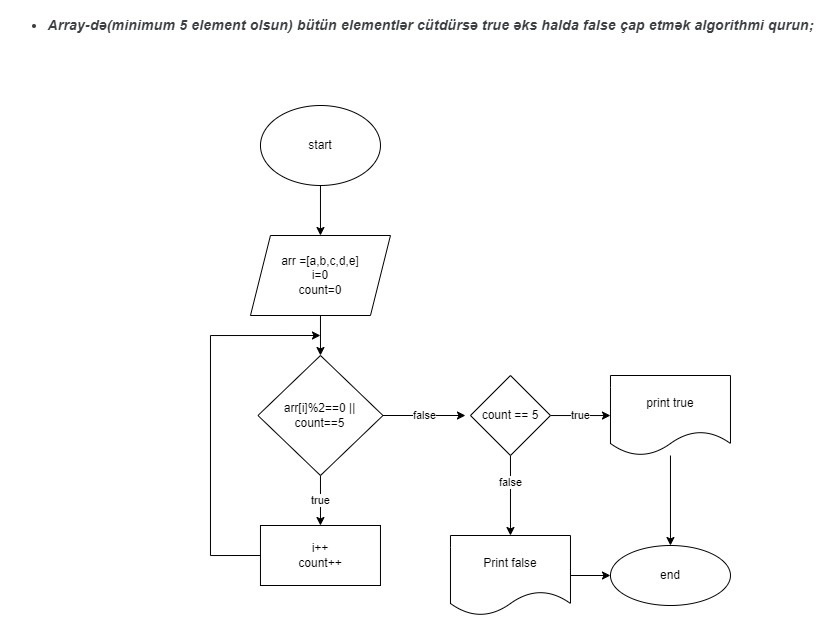 Array-də(minimum 5 element olsun) bütün elementlər cütdürsə true əks halda false çap etmək algorithmi qurun;
start
arr =[a,b,c,d,e]
i=0
count=0
arr[i]%2==0 ||
count==5
false
count == 5
true
print true
true
false
i++
count++
Print false
end